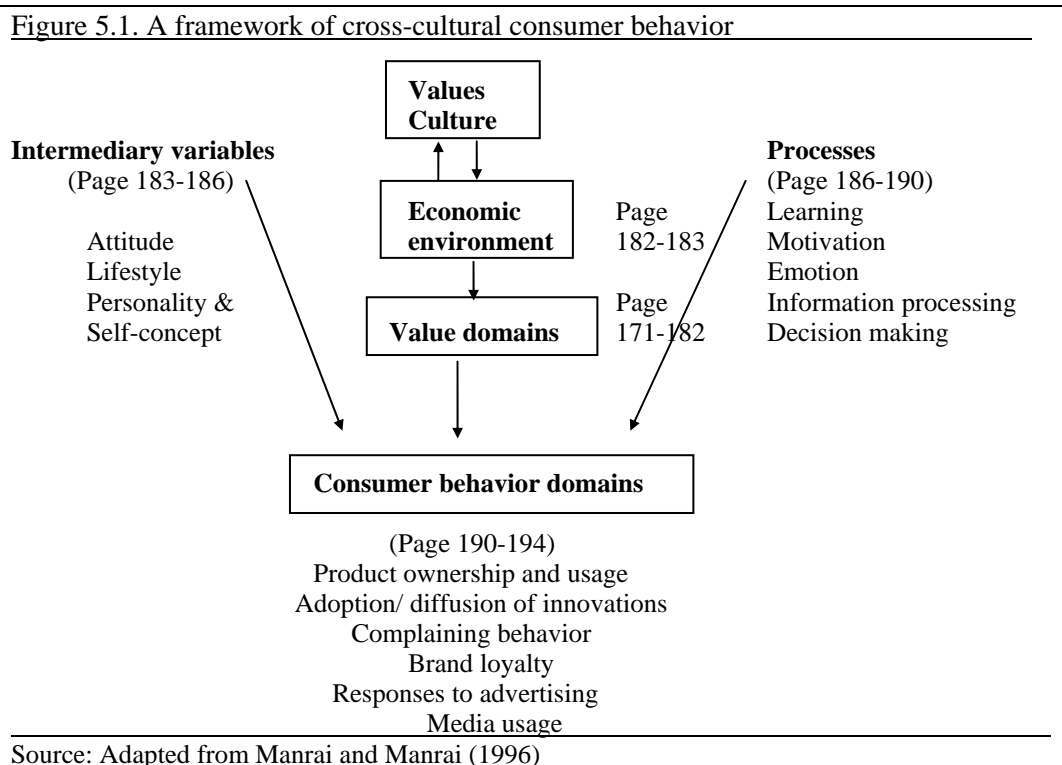 Figure 5.1. A framework of cross-cultural consumer behavior
Values
Culture
Intermediary variables
(Page 183-186)
Attitude
Lifestyle
Personality &
Self-concept
Economic
environment
Page
182-183
Value domains
Page
171-182
Processes
(Page 186-190)
Learning
Motivation
Emotion
Information processing
Decision making
Consumer behavior domains
(Page 190-194)
Product ownership and usage
Adoption/ diffusion of innovations
Complaining behavior
Brand loyalty
Responses to advertising
Media usage
Source: Adapted from Manrai and Manrai (1996)